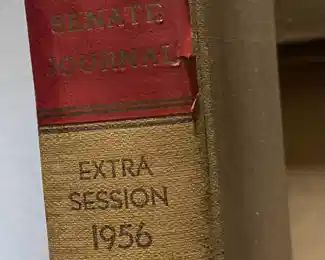 SENATE
JOURNAL
EXTRA
SESSION
1956